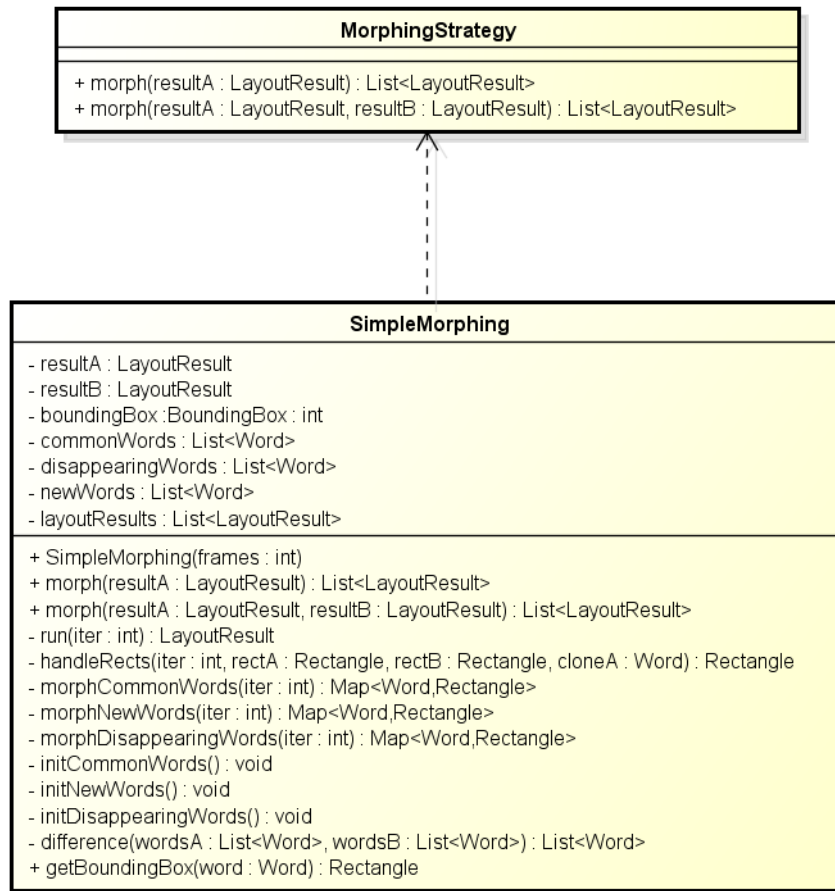 MorphingStrategy
+ morph(resultA : LayoutResult) : List<LayoutResult>
+ morph(resultA : LayoutResult, resultB : LayoutResult) : List<LayoutResult>
SimpleMorphing
- resultA : LayoutResult
- resultB : LayoutResult
- boundingBox :BoundingBox : int
- commonWords : List<Word>
- disappearingWords : List<Word>
- newWords : List<Word>
- layoutResults : List<LayoutResult>
+ SimpleMorphing(frames : int)
+ morph(resultA : LayoutResult) : List<LayoutResult>
+ morph(resultA : LayoutResult, resultB : LayoutResult) : List<LayoutResult>
- run(iter : int) : LayoutResult
- handleRects(iter : int, rectA : Rectangle, rectB : Rectangle, cloneA : Word) : Rectangle
- morphCommonWords(iter : int) : Map<Word,Rectangle>
- morphNewWords(iter : int) : Map<Word,Rectangle>
- morphDisappearingWords(iter : int) : Map<Word,Rectangle>
- initCommonWords() : void
- initNewWords() : void
- initDisappearingWords() : void
- difference(wordsA : List<Word>, wordsB : List<Word>) : List<Word>
+ getBoundingBox(word : Word) : Rectangle